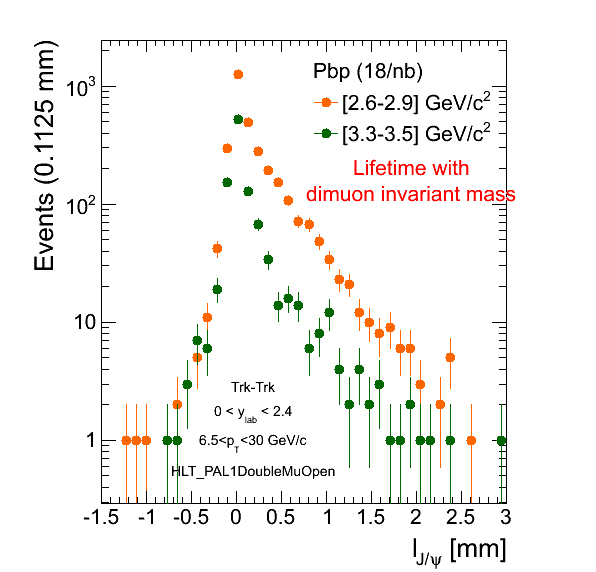 Events (0.1125 mm)
10³
10²
10
1
Pbp (18/nb)
[2.6-2.9] GeV/c²
[3.3-3.5] GeV/c²
Lifetime with
dimuon invariant mass
Trk-Trk
0 < y_lab < 2.4
6.5<p_T<30 GeV/c
HLT_PAL1DoubleMuOpen
-1.5 -1 -0.5 0 0.5 1 1.5 2 2.5 3
l_J/ψ [mm]